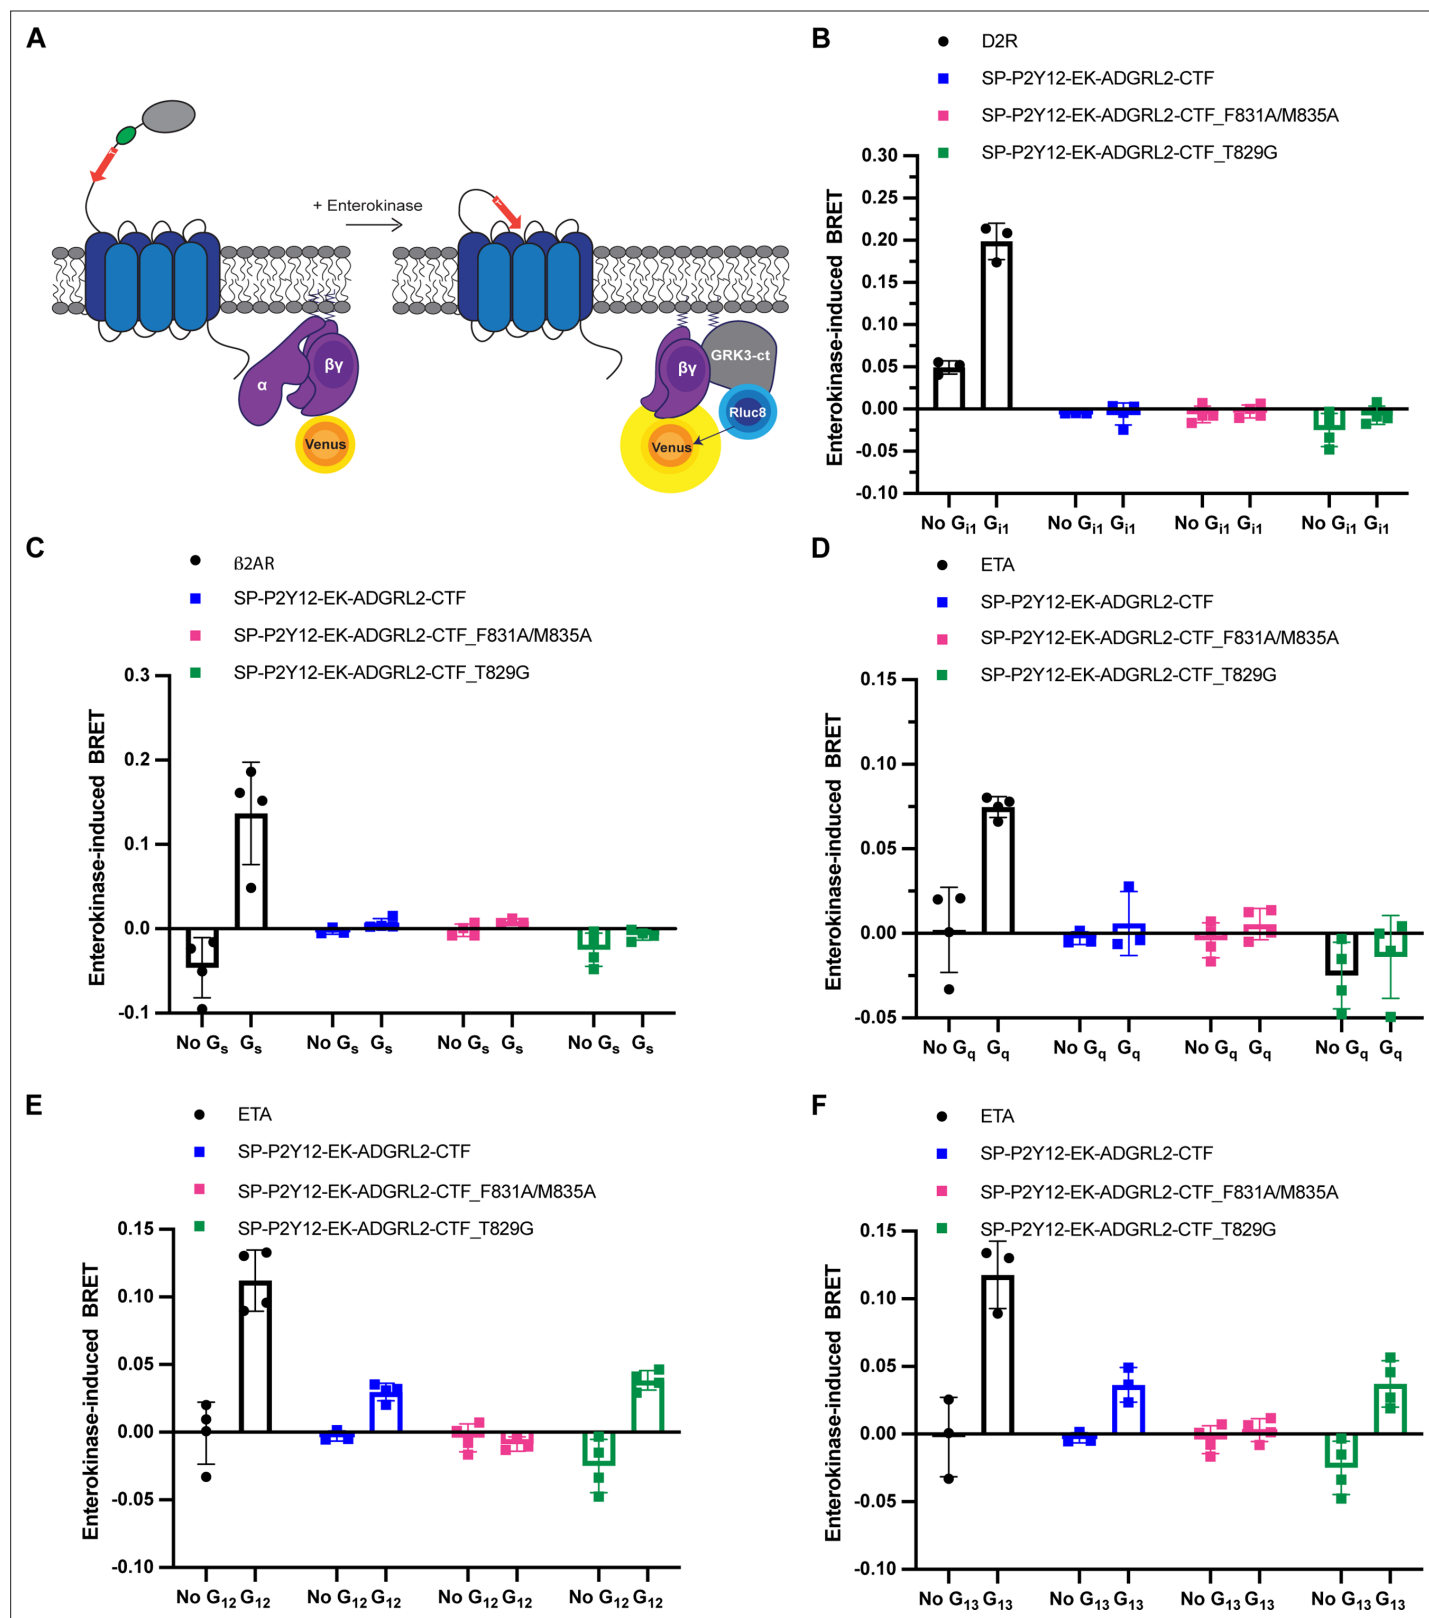 A
+ Enterokinase
α
βγ
Venus
βγ
GRK3-ct
Rluc8
Venus
B
D2R
SP-P2Y12-EK-ADGRL2-CTF
SP-P2Y12-EK-ADGRL2-CTF_F831A/M835A
SP-P2Y12-EK-ADGRL2-CTF_T829G
Enterokinase-induced BRET
0.30
0.25
0.20
0.15
0.10
0.05
0.00
-0.05
-0.10
No Gi1 Gi1 No Gi1 Gi1 No Gi1 Gi1 No Gi1 Gi1
C
β2AR
SP-P2Y12-EK-ADGRL2-CTF
SP-P2Y12-EK-ADGRL2-CTF_F831A/M835A
SP-P2Y12-EK-ADGRL2-CTF_T829G
Enterokinase-induced BRET
0.3
0.2
0.1
0.0
-0.1
No Gs Gs No Gs Gs No Gs Gs No Gs Gs
D
ETA
SP-P2Y12-EK-ADGRL2-CTF
SP-P2Y12-EK-ADGRL2-CTF_F831A/M835A
SP-P2Y12-EK-ADGRL2-CTF_T829G
Enterokinase-induced BRET
0.15
0.10
0.05
0.00
-0.05
No Gq Gq No Gq Gq No Gq Gq No Gq Gq
E
ETA
SP-P2Y12-EK-ADGRL2-CTF
SP-P2Y12-EK-ADGRL2-CTF_F831A/M835A
SP-P2Y12-EK-ADGRL2-CTF_T829G
Enterokinase-induced BRET
0.15
0.10
0.05
0.00
-0.05
-0.10
No G12 G12 No G12 G12 No G12 G12 No G12 G12
F
ETA
SP-P2Y12-EK-ADGRL2-CTF
SP-P2Y12-EK-ADGRL2-CTF_F831A/M835A
SP-P2Y12-EK-ADGRL2-CTF_T829G
Enterokinase-induced BRET
0.15
0.10
0.05
0.00
-0.05
-0.10
No G13 G13 No G13 G13 No G13 G13 No G13 G13